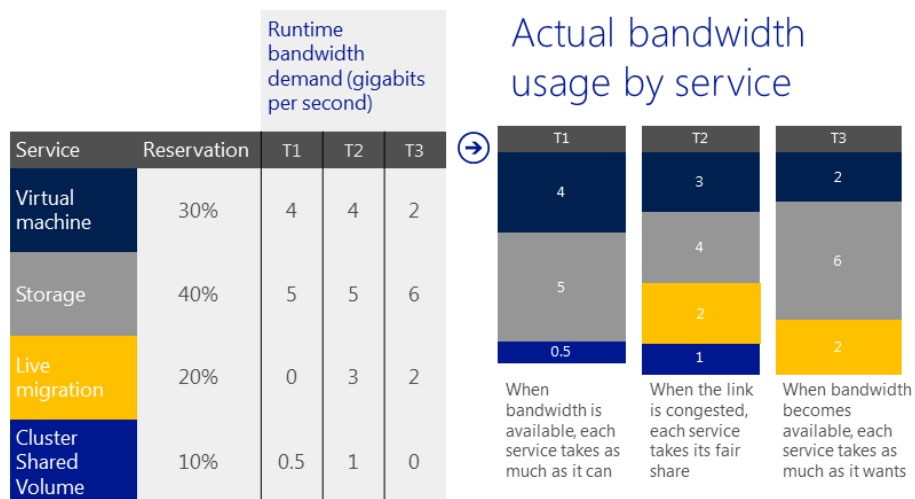 Runtime
bandwidth
demand (gigabits
per second)
Service Reservation T1 T2 T3
Virtual
machine
30% 4 4 2
Storage 40% 5 5 6
Live
migration
20% 0 3 2
Cluster
Shared
Volume
10% 0.5 1 0
Actual bandwidth
usage by service
T1
4
5
0.5
When
bandwidth is
available, each
service takes as
much as it can
T2
3
4
2
1
When the link
is congested,
each service
takes its fair
share
T3
2
6
2
When bandwidth
becomes
available, each
service takes as
much as it wants